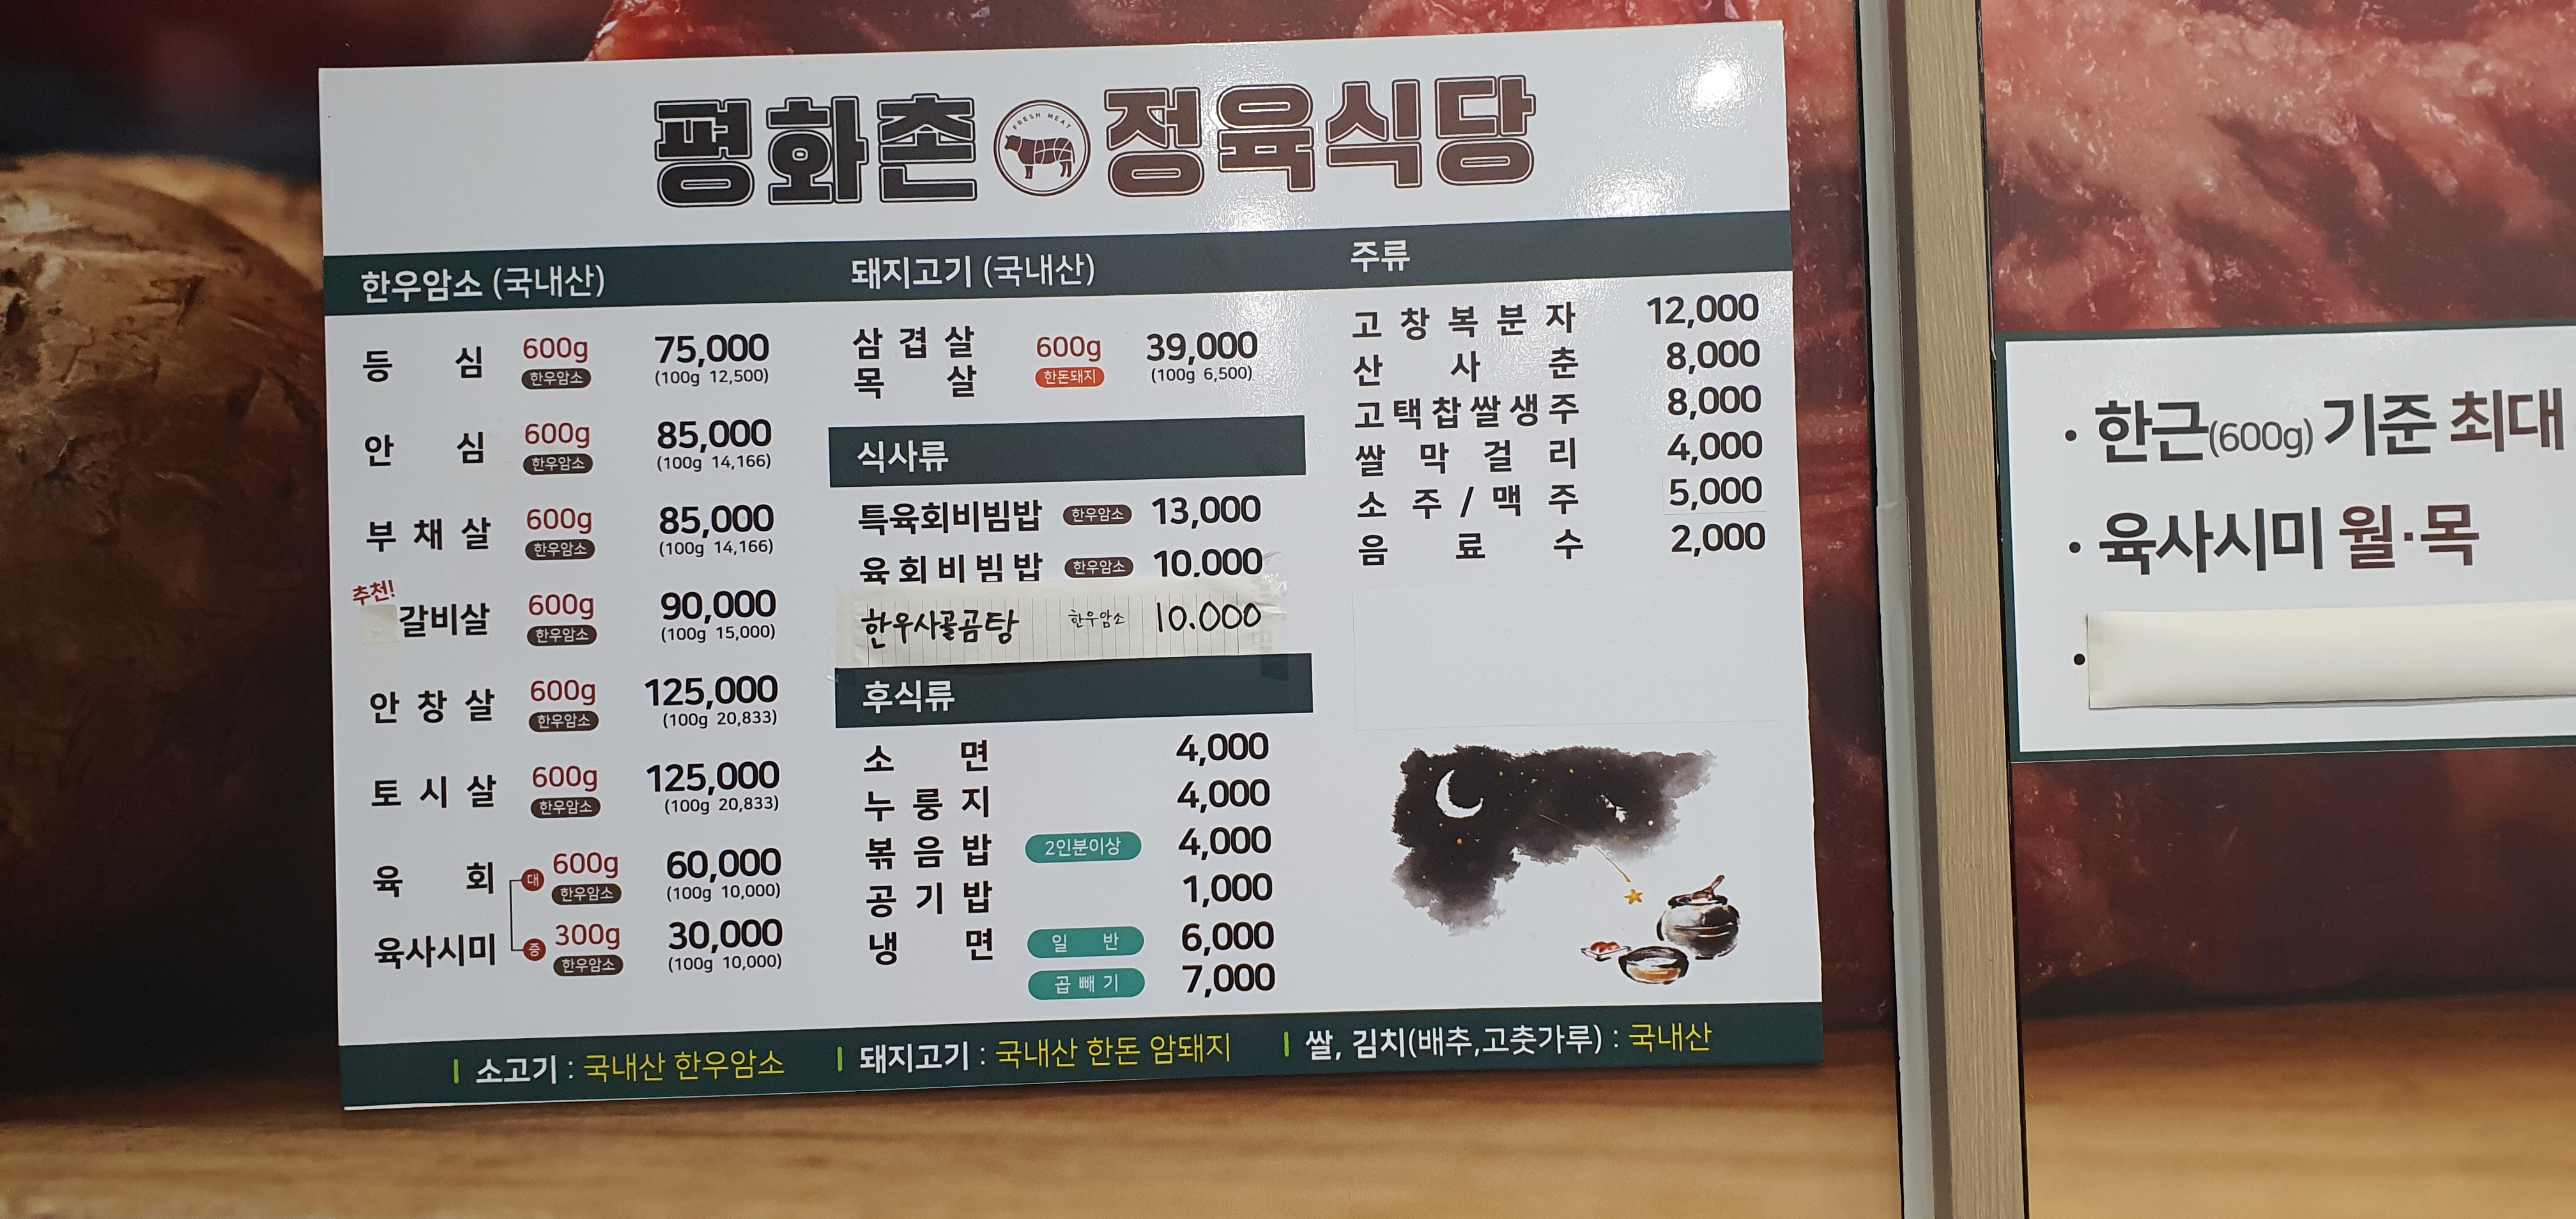 평화촌 FRESH MEAT 정육식당
한우암소 (국내산)
등심 600g 75,000
한우암소 (100g 12,500)
안심 600g 85,000
한우암소 (100g 14,166)
부채살 600g 85,000
한우암소 (100g 14,166)
추천!
갈비살 600g 90,000
한우암소 (100g 15,000)
안창살 600g 125,000
한우암소 (100g 20,833)
토시살 600g 125,000
한우암소 (100g 20,833)
육회 대 600g 60,000
한우암소 (100g 10,000)
육사시미 중 300g 30,000
한우암소 (100g 10,000)
돼지고기 (국내산)
삼겹살 600g 39,000
목살 한돈돼지 (100g 6,500)
식사류
특육회비빔밥 한우암소 13,000
육회비빔밥 한우암소 10,000
한우사골곰탕 한우암소 10.000
후식류
소면 4,000
누룽지 4,000
볶음밥 2인분이상 4,000
공기밥 1,000
냉면 일반 6,000
곱빼기 7,000
주류
고창복분자 12,000
산사춘 8,000
고택찹쌀생주 8,000
쌀막걸리 4,000
소주/맥주 5,000
음료수 2,000
소고기 : 국내산 한우암소
돼지고기 : 국내산 한돈 암돼지
쌀, 김치(배추,고춧가루) : 국내산
· 한근(600g) 기준 최대
· 육사시미 월·목
·